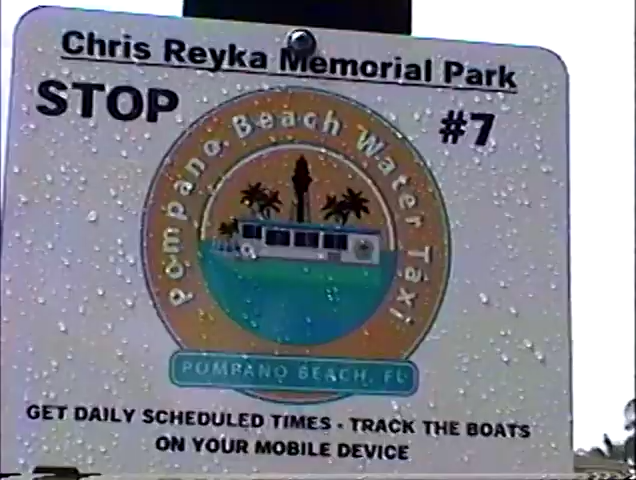 Chris Reyka Memorial Park
STOP #7
Pompano Beach Water Taxi
POMPANO BEACH, FL
GET DAILY SCHEDULED TIMES - TRACK THE BOATS
ON YOUR MOBILE DEVICE